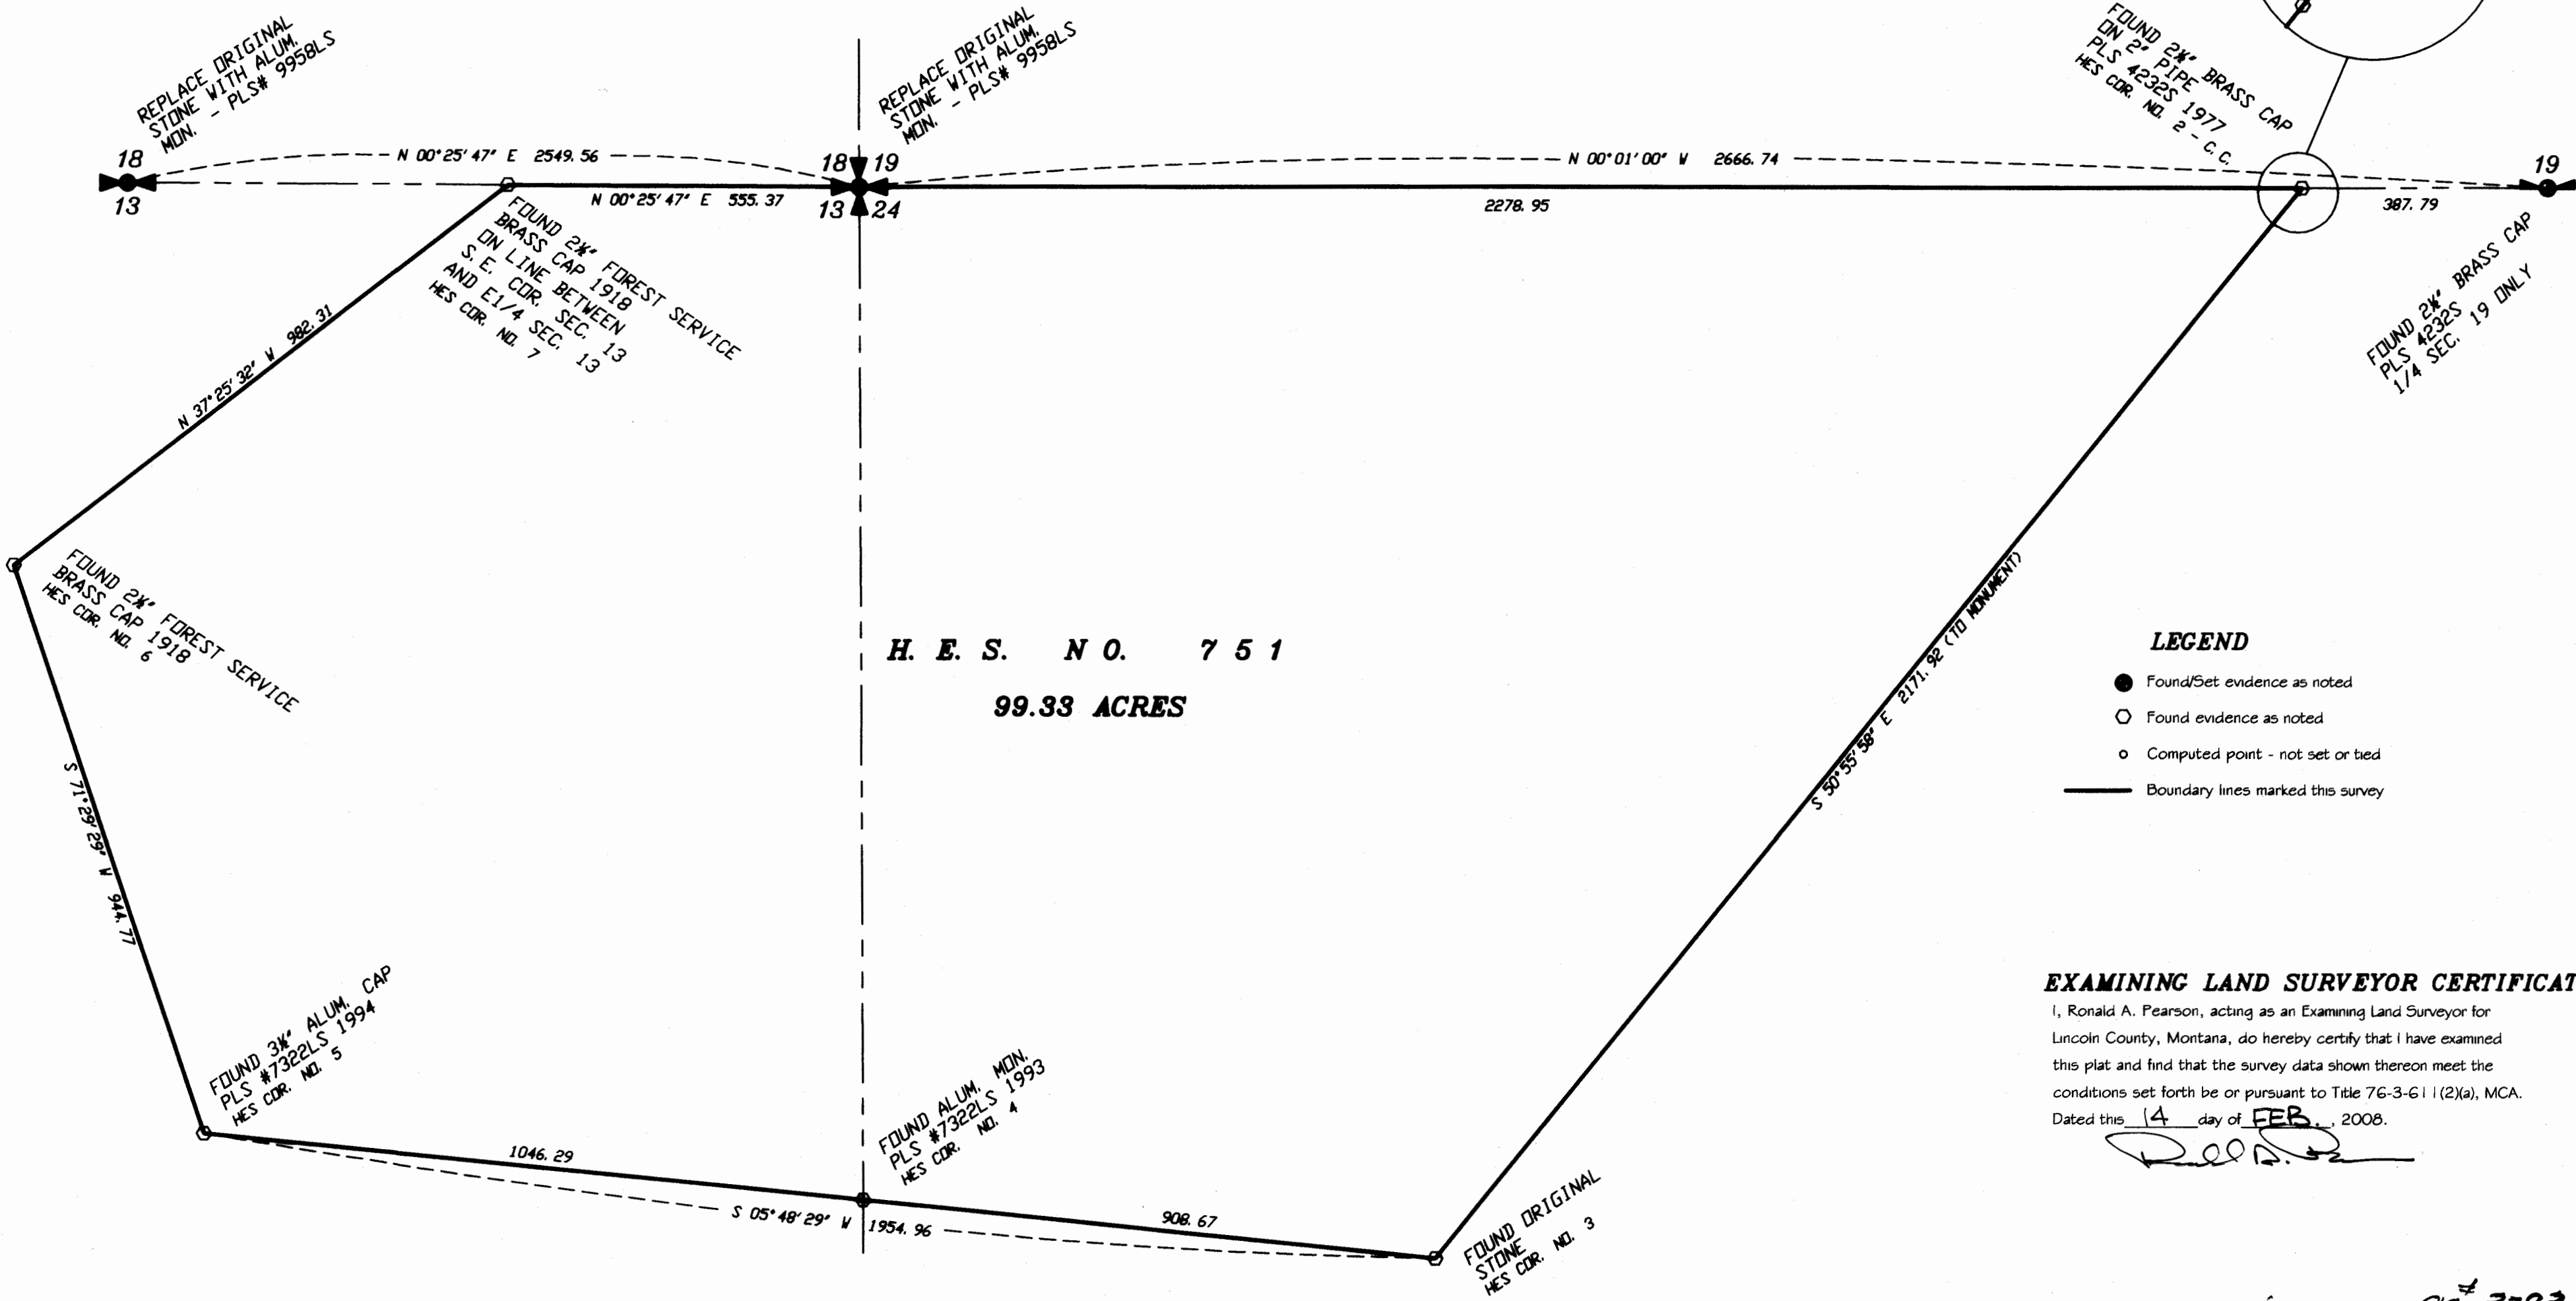 REPLACE ORIGINAL
STONE WITH ALUM.
MON. - PLS# 9958LS
18
13
N 00°25'47" E 2549.56
REPLACE ORIGINAL
STONE WITH ALUM.
MON. - PLS# 9958LS
18 19
13 24
N 00°25'47" E 555.37
N 00°01'00" W 2666.74
2278.95
FOUND 2½" BRASS CAP
ON 2" PIPE
PLS 4232S 1977
HES COR. NO. 2 - C.C.
19
387.79
FOUND 2½" BRASS CAP
PLS 4232S
1/4 SEC. 19 ONLY
FOUND 2½" FOREST SERVICE
BRASS CAP 1918
ON LINE BETWEEN
S.E. COR. SEC. 13
AND E1/4 SEC. 13
HES COR. NO. 7
N 37°25'32" W 982.31
FOUND 2½" FOREST SERVICE
BRASS CAP 1918
HES COR. NO. 6
S 71°29'29" W 944.77
H. E. S. NO. 751
99.33 ACRES
S 50°55'58" E 2171.92 (TO MONUMENT)
LEGEND
Found/Set evidence as noted
Found evidence as noted
Computed point - not set or tied
Boundary lines marked this survey
FOUND 3½" ALUM. CAP
PLS #7322LS 1994
HES COR. NO. 5
1046.29
FOUND ALUM. MON.
PLS #7322LS 1993
HES COR. NO. 4
S 05°48'29" W 1954.96
908.67
FOUND ORIGINAL
STONE
HES COR. NO. 3
EXAMINING LAND SURVEYOR CERTIFICAT
I, Ronald A. Pearson, acting as an Examining Land Surveyor for
Lincoln County, Montana, do hereby certify that I have examined
this plat and find that the survey data shown thereon meet the
conditions set forth be or pursuant to Title 76-3-611(2)(a), MCA.
Dated this 14 day of FEB., 2008.